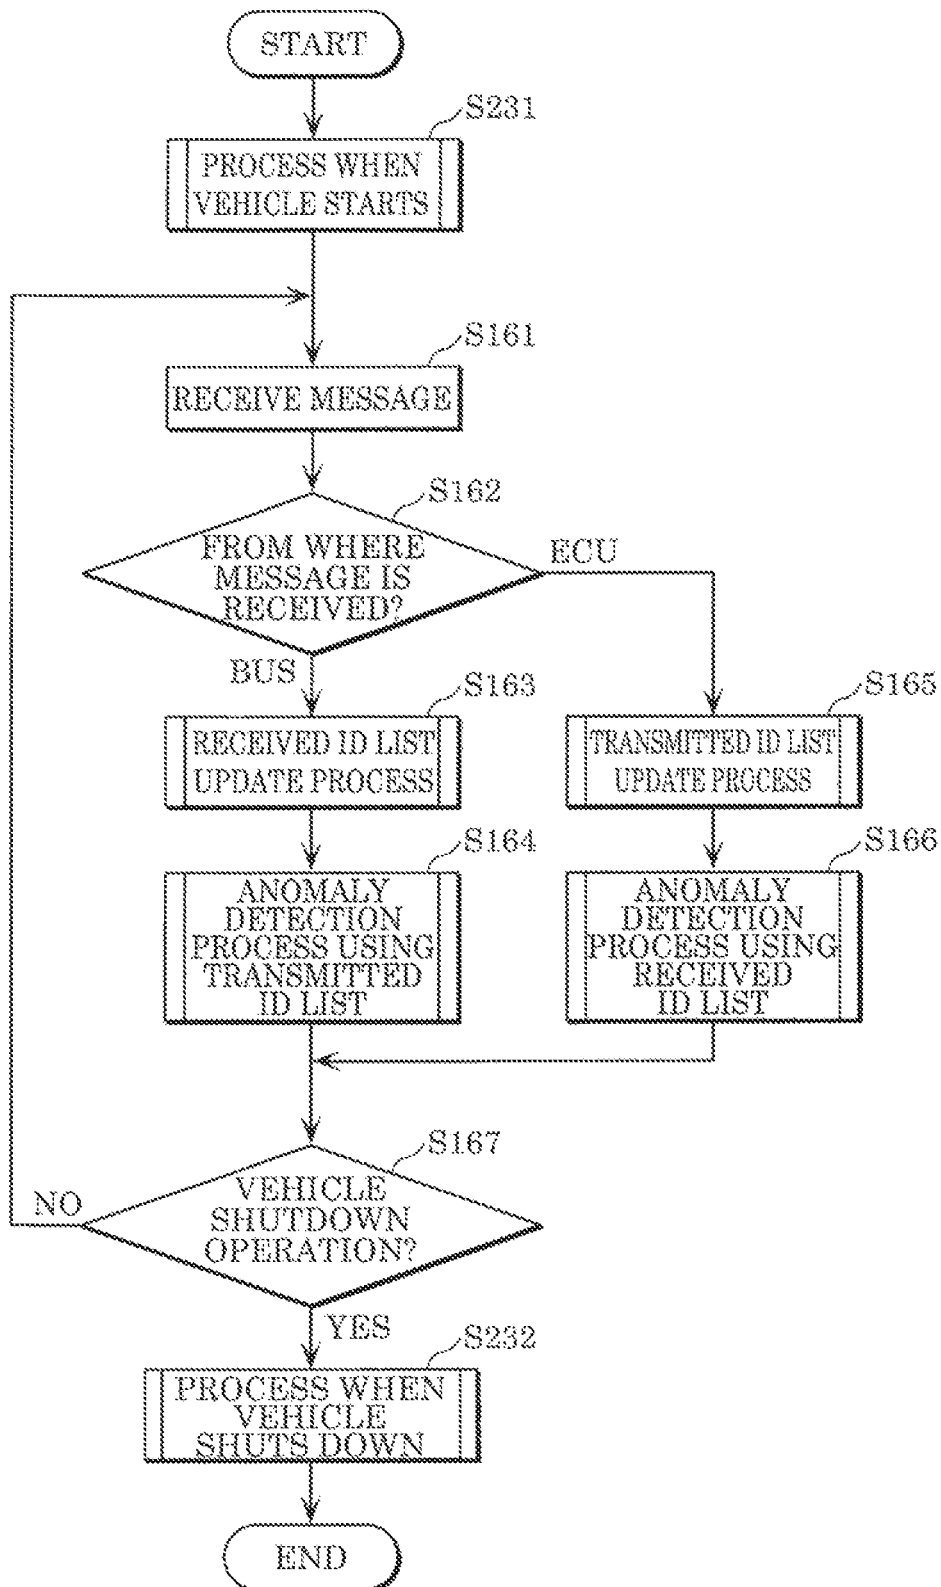 START
S231
PROCESS WHEN
VEHICLE STARTS
S161
RECEIVE MESSAGE
S162
FROM WHERE
MESSAGE IS
RECEIVED?
ECU
BUS
S163
RECEIVED ID LIST
UPDATE PROCESS
S165
TRANSMITTED ID LIST
UPDATE PROCESS
S164
ANOMALY
DETECTION
PROCESS USING
TRANSMITTED
ID LIST
S166
ANOMALY
DETECTION
PROCESS USING
RECEIVED
ID LIST
S167
VEHICLE
SHUTDOWN
OPERATION?
NO
YES
S232
PROCESS WHEN
VEHICLE
SHUTS DOWN
END